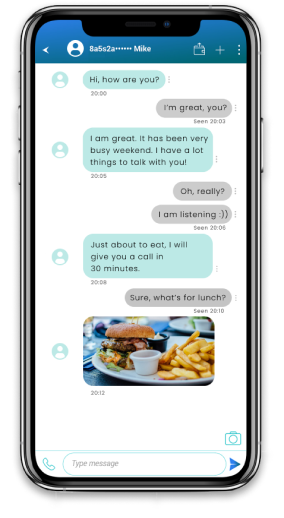 8a5s2a•••••• Mike
Hi, how are you?
20:00
I'm great, you?
Seen 20:03
I am great. It has been very
busy weekend. I have a lot
things to talk with you!
20:05
Oh, really?
I am listening :))
Seen 20:06
Just about to eat, I will
give you a call in
30 minutes.
20:08
Sure, what's for lunch?
Seen 20:10
20:12
Type message